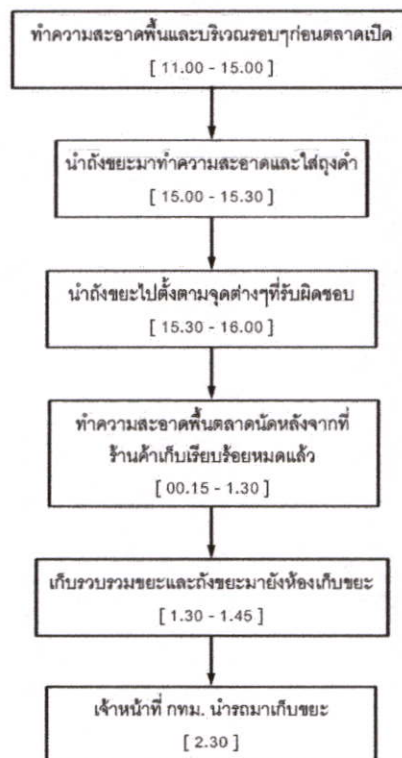 ทำความสะอาดพื้นและบริเวณรอบๆก่อนตลาดเปิด
[ 11.00 - 15.00 ]
นำถังขยะมาทำความสะอาดและใส่ถุงดำ
[ 15.00 - 15.30 ]
นำถังขยะไปตั้งตามจุดต่างๆที่รับผิดชอบ
[ 15.30 - 16.00 ]
ทำความสะอาดพื้นตลาดนัดหลังจากที่
ร้านค้าเก็บเรียบร้อยหมดแล้ว
[ 00.15 - 1.30 ]
เก็บรวบรวมขยะและถังขยะมายังห้องเก็บขยะ
[ 1.30 - 1.45 ]
เจ้าหน้าที่ กทม. นำรถมาเก็บขยะ
[ 2.30 ]